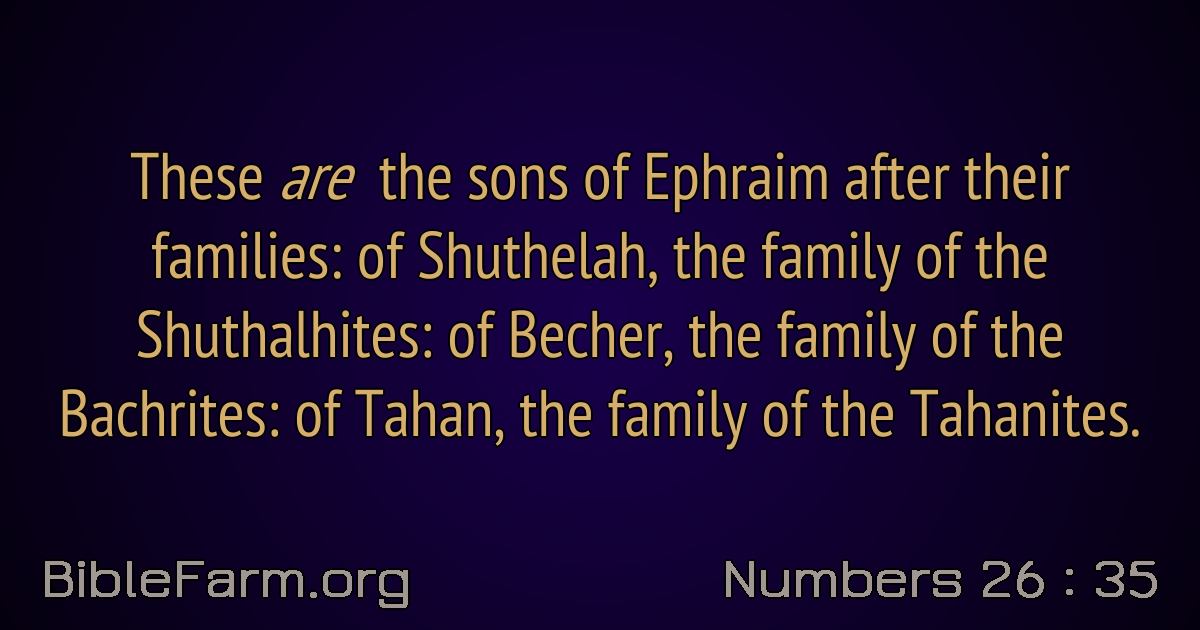 These are the sons of Ephraim after their
families: of Shuthelah, the family of the
Shuthalhites: of Becher, the family of the
Bachrites: of Tahan, the family of the Tahanites.
BibleFarm.org
Numbers 26 : 35